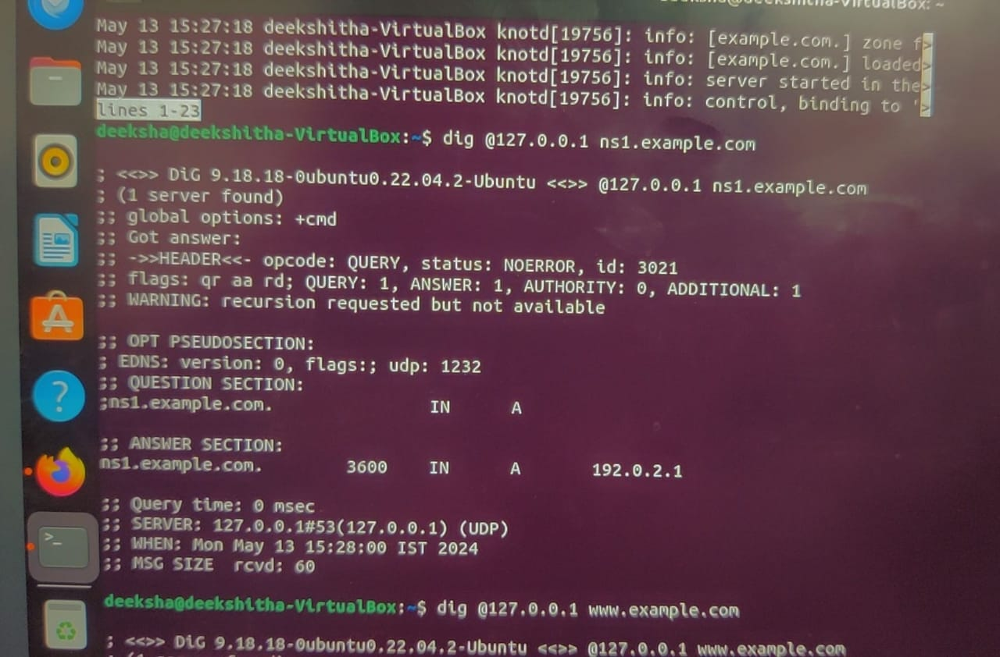 deeksha@deekshitha-VirtualBox: ~
May 13 15:27:18 deekshitha-VirtualBox knotd[19756]: info: [example.com.] zone f>
May 13 15:27:18 deekshitha-VirtualBox knotd[19756]: info: [example.com.] loaded>
May 13 15:27:18 deekshitha-VirtualBox knotd[19756]: info: server started in the>
May 13 15:27:18 deekshitha-VirtualBox knotd[19756]: info: control, binding to '>
lines 1-23
deeksha@deekshitha-VirtualBox:~$ dig @127.0.0.1 ns1.example.com
; <<>> DiG 9.18.18-0ubuntu0.22.04.2-Ubuntu <<>> @127.0.0.1 ns1.example.com
; (1 server found)
;; global options: +cmd
;; Got answer:
;; ->>HEADER<<- opcode: QUERY, status: NOERROR, id: 3021
;; flags: qr aa rd; QUERY: 1, ANSWER: 1, AUTHORITY: 0, ADDITIONAL: 1
;; WARNING: recursion requested but not available
;; OPT PSEUDOSECTION:
; EDNS: version: 0, flags:; udp: 1232
;; QUESTION SECTION:
;ns1.example.com. IN A
;; ANSWER SECTION:
ns1.example.com. 3600 IN A 192.0.2.1
;; Query time: 0 msec
;; SERVER: 127.0.0.1#53(127.0.0.1) (UDP)
;; WHEN: Mon May 13 15:28:00 IST 2024
;; MSG SIZE rcvd: 60
deeksha@deekshitha-VirtualBox:~$ dig @127.0.0.1 www.example.com
; <<>> DiG 9.18.18-0ubuntu0.22.04.2-Ubuntu <<>> @127.0.0.1 www.example.com